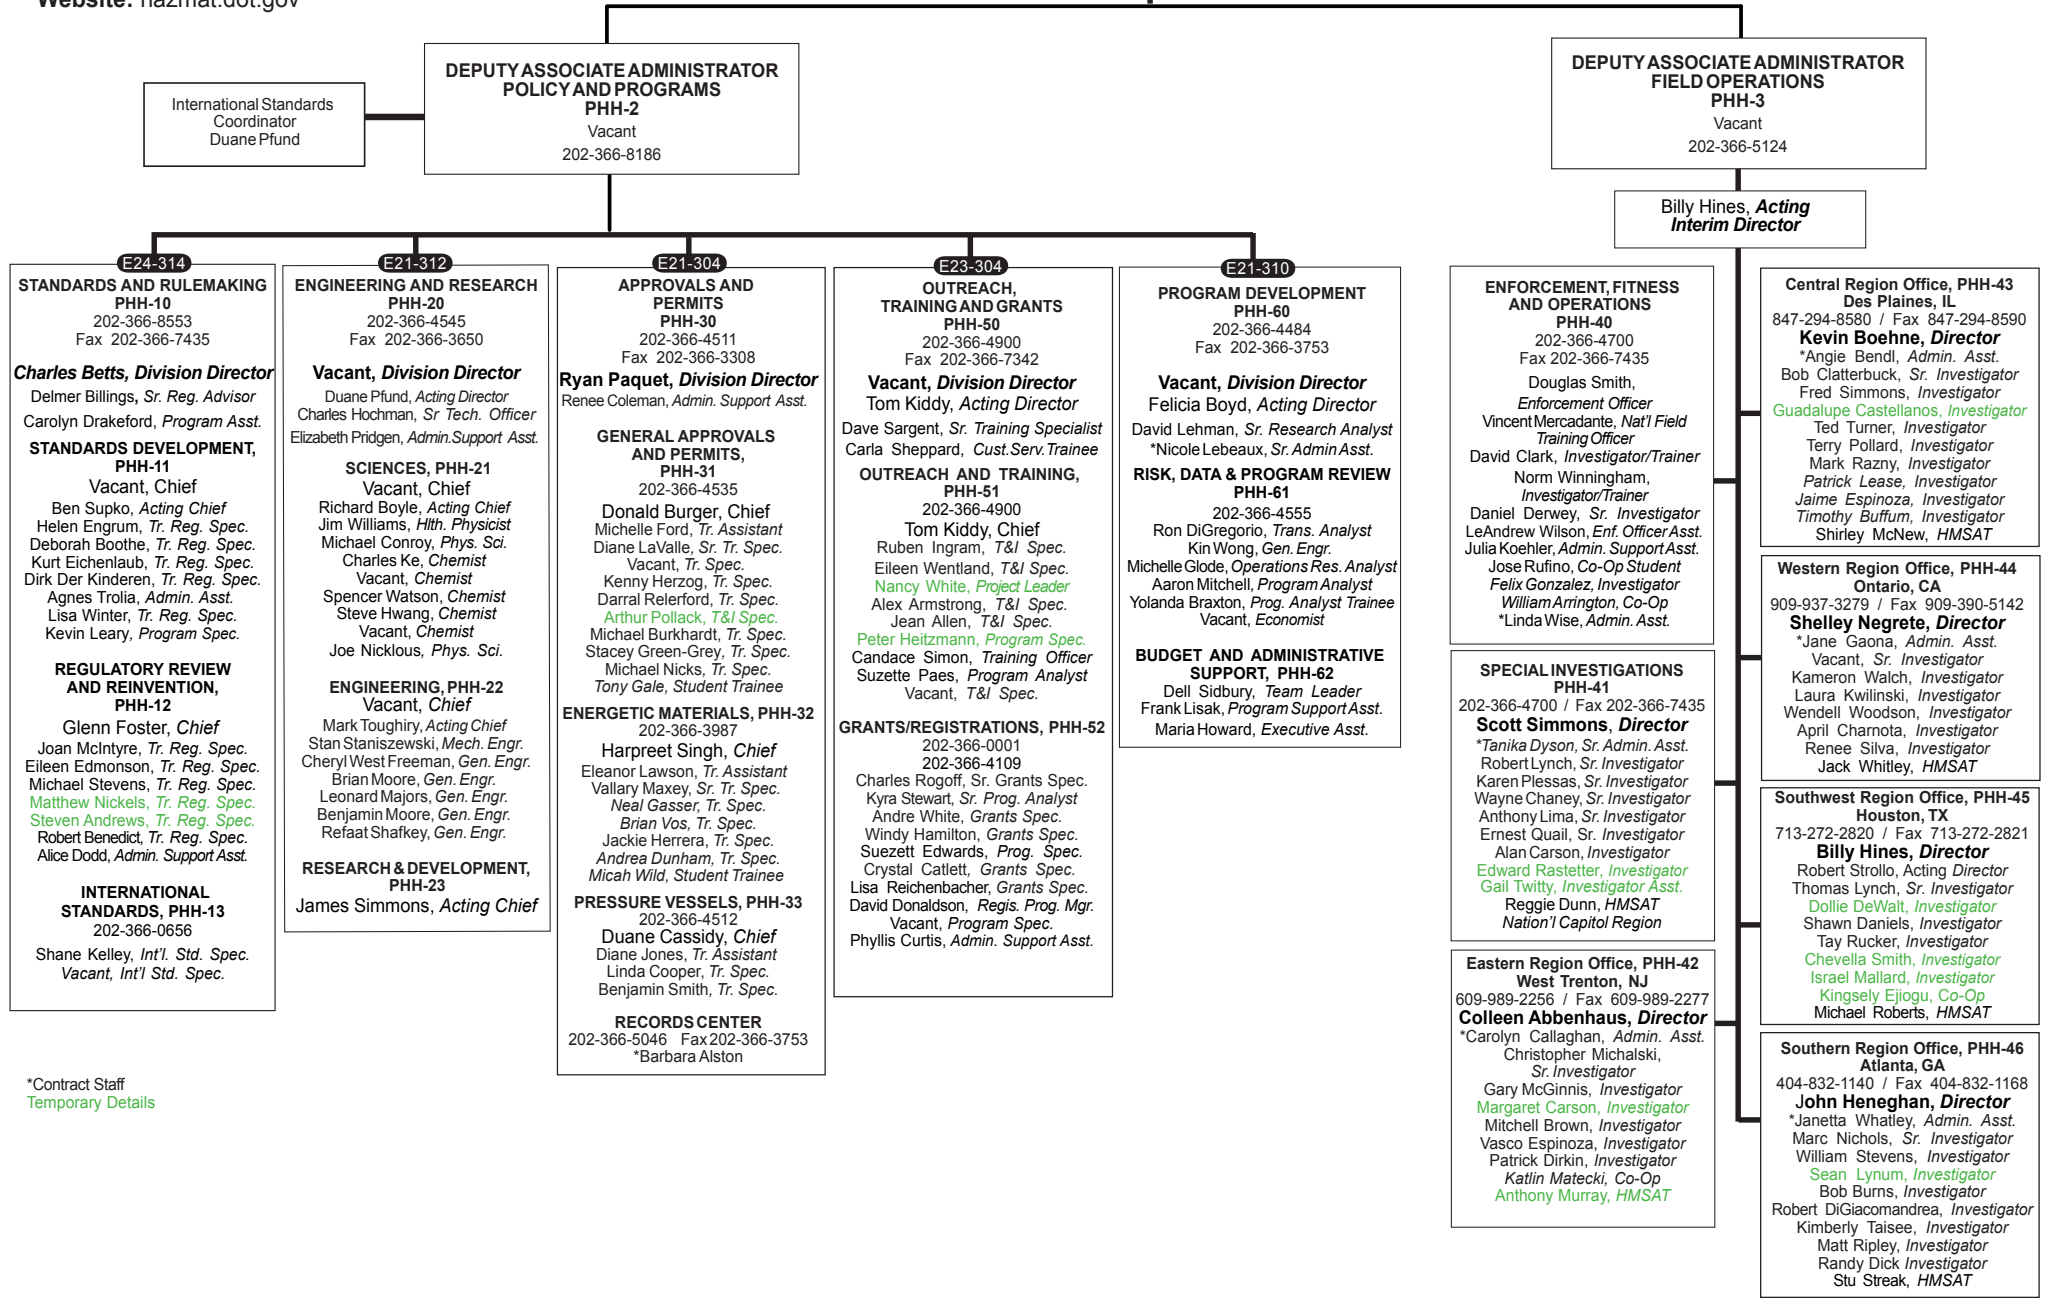 Website: hazmat.dot.gov
DEPUTY ASSOCIATE ADMINISTRATOR
POLICY AND PROGRAMS
PHH-2
Vacant
202-366-8186
International Standards
Coordinator
Duane Pfund
DEPUTY ASSOCIATE ADMINISTRATOR
FIELD OPERATIONS
PHH-3
Vacant
202-366-5124
Billy Hines, Acting
Interim Director
E24-314
STANDARDS AND RULEMAKING
PHH-10
202-366-8553
Fax 202-366-7435
Charles Betts, Division Director
Delmer Billings, Sr. Reg. Advisor
Carolyn Drakeford, Program Asst.
STANDARDS DEVELOPMENT,
PHH-11
Vacant, Chief
Ben Supko, Acting Chief
Helen Engrum, Tr. Reg. Spec.
Deborah Boothe, Tr. Reg. Spec.
Kurt Eichenlaub, Tr. Reg. Spec.
Dirk Der Kinderen, Tr. Reg. Spec.
Agnes Trolia, Admin. Asst.
Lisa Winter, Tr. Reg. Spec.
Kevin Leary, Program Spec.
REGULATORY REVIEW
AND REINVENTION,
PHH-12
Glenn Foster, Chief
Joan McIntyre, Tr. Reg. Spec.
Eileen Edmonson, Tr. Reg. Spec.
Michael Stevens, Tr. Reg. Spec.
Matthew Nickels, Tr. Reg. Spec.
Steven Andrews, Tr. Reg. Spec.
Robert Benedict, Tr. Reg. Spec.
Alice Dodd, Admin. Support Asst.
INTERNATIONAL
STANDARDS, PHH-13
202-366-0656
Shane Kelley, Int'l. Std. Spec.
Vacant, Int'l Std. Spec.
E21-312
ENGINEERING AND RESEARCH
PHH-20
202-366-4545
Fax 202-366-3650
Vacant, Division Director
Duane Pfund, Acting Director
Charles Hochman, Sr Tech. Officer
Elizabeth Pridgen, Admin.Support Asst.
SCIENCES, PHH-21
Vacant, Chief
Richard Boyle, Acting Chief
Jim Williams, Hlth. Physicist
Michael Conroy, Phys. Sci.
Charles Ke, Chemist
Vacant, Chemist
Spencer Watson, Chemist
Steve Hwang, Chemist
Vacant, Chemist
Joe Nicklous, Phys. Sci.
ENGINEERING, PHH-22
Vacant, Chief
Mark Toughiry, Acting Chief
Stan Staniszewski, Mech. Engr.
Cheryl West Freeman, Gen. Engr.
Brian Moore, Gen. Engr.
Leonard Majors, Gen. Engr.
Benjamin Moore, Gen. Engr.
Refaat Shafkey, Gen. Engr.
RESEARCH & DEVELOPMENT,
PHH-23
James Simmons, Acting Chief
E21-304
APPROVALS AND
PERMITS
PHH-30
202-366-4511
Fax 202-366-3308
Ryan Paquet, Division Director
Renee Coleman, Admin. Support Asst.
GENERAL APPROVALS
AND PERMITS,
PHH-31
202-366-4535
Donald Burger, Chief
Michelle Ford, Tr. Assistant
Diane LaValle, Sr. Tr. Spec.
Vacant, Tr. Spec.
Kenny Herzog, Tr. Spec.
Darral Relerford, Tr. Spec.
Arthur Pollack, T&I Spec.
Michael Burkhardt, Tr. Spec.
Stacey Green-Grey, Tr. Spec.
Michael Nicks, Tr. Spec.
Tony Gale, Student Trainee
ENERGETIC MATERIALS, PHH-32
202-366-3987
Harpreet Singh, Chief
Eleanor Lawson, Tr. Assistant
Vallary Maxey, Sr. Tr. Spec.
Neal Gasser, Tr. Spec.
Brian Vos, Tr. Spec.
Jackie Herrera, Tr. Spec.
Andrea Dunham, Tr. Spec.
Micah Wild, Student Trainee
PRESSURE VESSELS, PHH-33
202-366-4512
Duane Cassidy, Chief
Diane Jones, Tr. Assistant
Linda Cooper, Tr. Spec.
Benjamin Smith, Tr. Spec.
RECORDS CENTER
202-366-5046 Fax 202-366-3753
*Barbara Alston
E23-304
OUTREACH,
TRAINING AND GRANTS
PHH-50
202-366-4900
Fax 202-366-7342
Vacant, Division Director
Tom Kiddy, Acting Director
Dave Sargent, Sr. Training Specialist
Carla Sheppard, Cust.Serv.Trainee
OUTREACH AND TRAINING,
PHH-51
202-366-4900
Tom Kiddy, Chief
Ruben Ingram, T&I Spec.
Eileen Wentland, T&I Spec.
Nancy White, Project Leader
Alex Armstrong, T&I Spec.
Jean Allen, T&I Spec.
Peter Heitzmann, Program Spec.
Candace Simon, Training Officer
Suzette Paes, Program Analyst
Vacant, T&I Spec.
GRANTS/REGISTRATIONS, PHH-52
202-366-0001
202-366-4109
Charles Rogoff, Sr. Grants Spec.
Kyra Stewart, Sr. Prog. Analyst
Andre White, Grants Spec.
Windy Hamilton, Grants Spec.
Suezett Edwards, Prog. Spec.
Crystal Catlett, Grants Spec.
Lisa Reichenbacher, Grants Spec.
David Donaldson, Regis. Prog. Mgr.
Vacant, Program Spec.
Phyllis Curtis, Admin. Support Asst.
E21-310
PROGRAM DEVELOPMENT
PHH-60
202-366-4484
Fax 202-366-3753
Vacant, Division Director
Felicia Boyd, Acting Director
David Lehman, Sr. Research Analyst
*Nicole Lebeaux, Sr. Admin Asst.
RISK, DATA & PROGRAM REVIEW
PHH-61
202-366-4555
Ron DiGregorio, Trans. Analyst
Kin Wong, Gen. Engr.
Michelle Glode, Operations Res. Analyst
Aaron Mitchell, Program Analyst
Yolanda Braxton, Prog. Analyst Trainee
Vacant, Economist
BUDGET AND ADMINISTRATIVE
SUPPORT, PHH-62
Dell Sidbury, Team Leader
Frank Lisak, Program Support Asst.
Maria Howard, Executive Asst.
ENFORCEMENT, FITNESS
AND OPERATIONS
PHH-40
202-366-4700
Fax 202-366-7435
Douglas Smith,
Enforcement Officer
Vincent Mercadante, Nat'l Field
Training Officer
David Clark, Investigator/Trainer
Norm Winningham,
Investigator/Trainer
Daniel Derwey, Sr. Investigator
LeAndrew Wilson, Enf. Officer Asst.
Julia Koehler, Admin. Support Asst.
Jose Rufino, Co-Op Student
Felix Gonzalez, Investigator
William Arrington, Co-Op
*Linda Wise, Admin. Asst.
SPECIAL INVESTIGATIONS
PHH-41
202-366-4700 / Fax 202-366-7435
Scott Simmons, Director
*Tanika Dyson, Sr. Admin. Asst.
Robert Lynch, Sr. Investigator
Karen Plessas, Sr. Investigator
Wayne Chaney, Sr. Investigator
Anthony Lima, Sr. Investigator
Ernest Quail, Sr. Investigator
Alan Carson, Investigator
Edward Rastetter, Investigator
Gail Twitty, Investigator Asst.
Reggie Dunn, HMSAT
Nation'l Capitol Region
Eastern Region Office, PHH-42
West Trenton, NJ
609-989-2256 / Fax 609-989-2277
Colleen Abbenhaus, Director
*Carolyn Callaghan, Admin. Asst.
Christopher Michalski,
Sr. Investigator
Gary McGinnis, Investigator
Margaret Carson, Investigator
Mitchell Brown, Investigator
Vasco Espinoza, Investigator
Patrick Dirkin, Investigator
Katlin Matecki, Co-Op
Anthony Murray, HMSAT
Central Region Office, PHH-43
Des Plaines, IL
847-294-8580 / Fax 847-294-8590
Kevin Boehne, Director
*Angie Bendl, Admin. Asst.
Bob Clatterbuck, Sr. Investigator
Fred Simmons, Investigator
Guadalupe Castellanos, Investigator
Ted Turner, Investigator
Terry Pollard, Investigator
Mark Razny, Investigator
Patrick Lease, Investigator
Jaime Espinoza, Investigator
Timothy Buffum, Investigator
Shirley McNew, HMSAT
Western Region Office, PHH-44
Ontario, CA
909-937-3279 / Fax 909-390-5142
Shelley Negrete, Director
*Jane Gaona, Admin. Asst.
Vacant, Sr. Investigator
Kameron Walch, Investigator
Laura Kwilinski, Investigator
Wendell Woodson, Investigator
April Charnota, Investigator
Renee Silva, Investigator
Jack Whitley, HMSAT
Southwest Region Office, PHH-45
Houston, TX
713-272-2820 / Fax 713-272-2821
Billy Hines, Director
Robert Strollo, Acting Director
Thomas Lynch, Sr. Investigator
Dollie DeWalt, Investigator
Shawn Daniels, Investigator
Tay Rucker, Investigator
Chevella Smith, Investigator
Israel Mallard, Investigator
Kingsely Ejiogu, Co-Op
Michael Roberts, HMSAT
Southern Region Office, PHH-46
Atlanta, GA
404-832-1140 / Fax 404-832-1168
John Heneghan, Director
*Janetta Whatley, Admin. Asst.
Marc Nichols, Sr. Investigator
William Stevens, Investigator
Sean Lynum, Investigator
Bob Burns, Investigator
Robert DiGiacomandrea, Investigator
Kimberly Taisee, Investigator
Matt Ripley, Investigator
Randy Dick Investigator
Stu Streak, HMSAT
*Contract Staff
Temporary Details